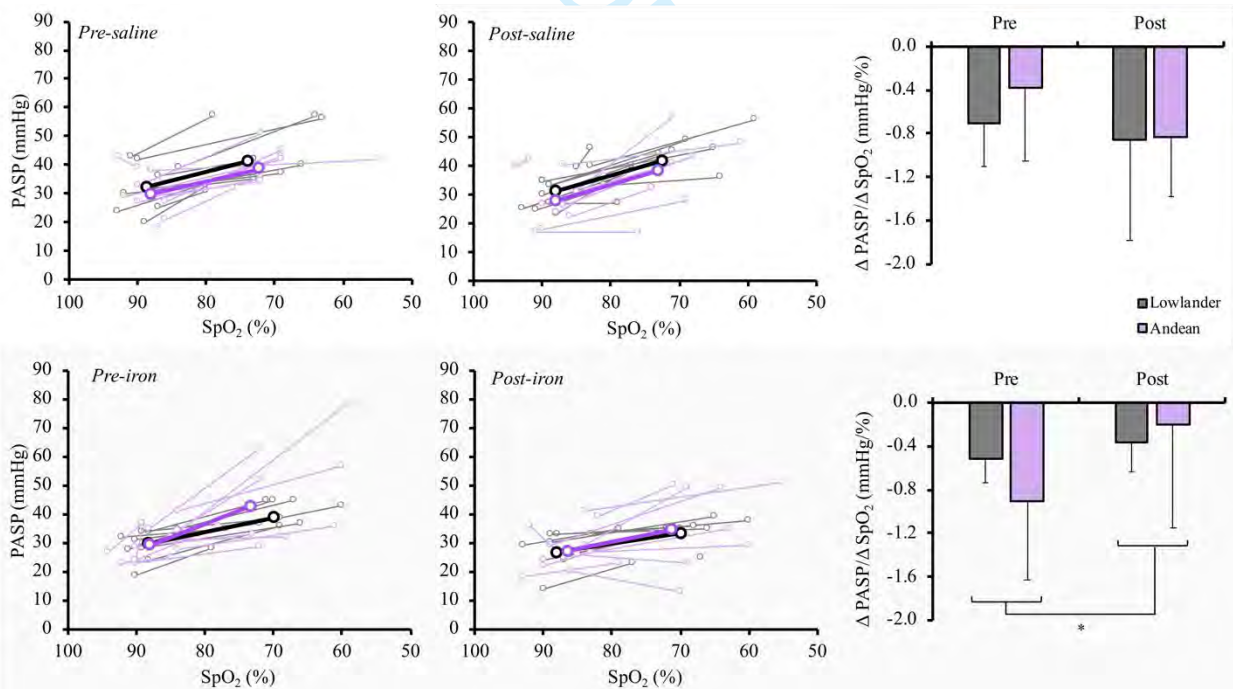 Pre-saline
90
80
70
60
50
40
30
20
10
0
PASP (mmHg)
100 90 80 70 60 50
SpO₂ (%)
Post-saline
90
80
70
60
50
40
30
20
10
0
100 90 80 70 60 50
SpO₂ (%)
Pre Post
0.0
-0.4
-0.8
-1.2
-1.6
-2.0
Δ PASP/Δ SpO₂ (mmHg/%)
Lowlander
Andean
Pre-iron
90
80
70
60
50
40
30
20
10
0
PASP (mmHg)
100 90 80 70 60 50
SpO₂ (%)
Post-iron
90
80
70
60
50
40
30
20
10
0
100 90 80 70 60 50
SpO₂ (%)
Pre Post
0.0
-0.4
-0.8
-1.2
-1.6
-2.0
Δ PASP/Δ SpO₂ (mmHg/%)
*